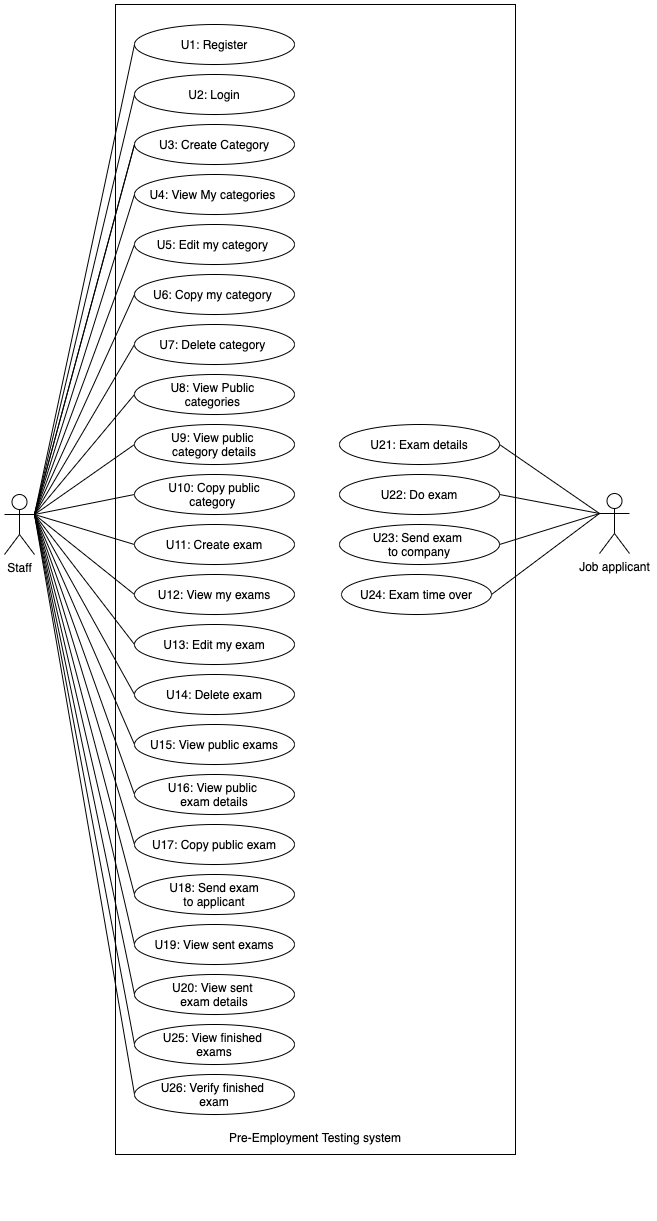 U1: Register
U2: Login
U3: Create Category
U4: View My categories
U5: Edit my category
U6: Copy my category
U7: Delete category
U8: View Public
categories
U9: View public
category details
U10: Copy public
category
U11: Create exam
U12: View my exams
U13: Edit my exam
U14: Delete exam
U15: View public exams
U16: View public
exam details
U17: Copy public exam
U18: Send exam
to applicant
U19: View sent exams
U20: View sent
exam details
U25: View finished
exams
U26: Verify finished
exam
U21: Exam details
U22: Do exam
U23: Send exam
to company
U24: Exam time over
Staff
Job applicant
Pre-Employment Testing system